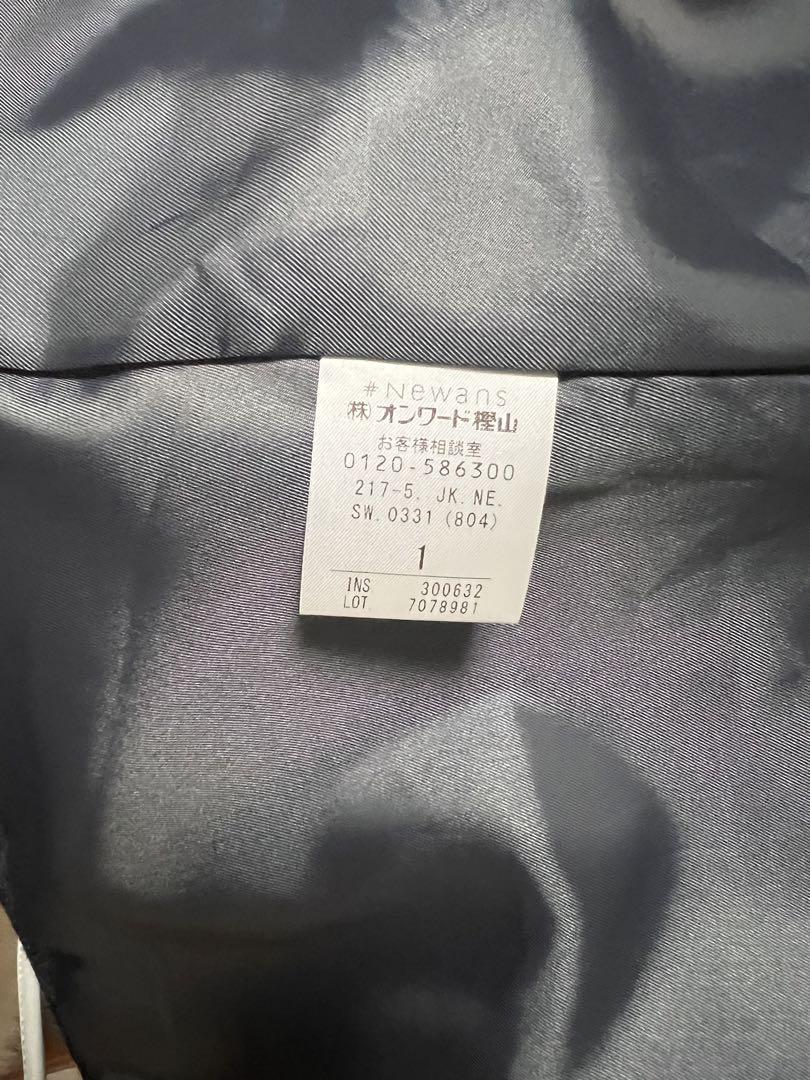 #Newans
㈱オンワード樫山
お客様相談室
0120-586300
217-5. JK.NE.
SW.0331(804)
1
INS 300632
LOT. 7078981